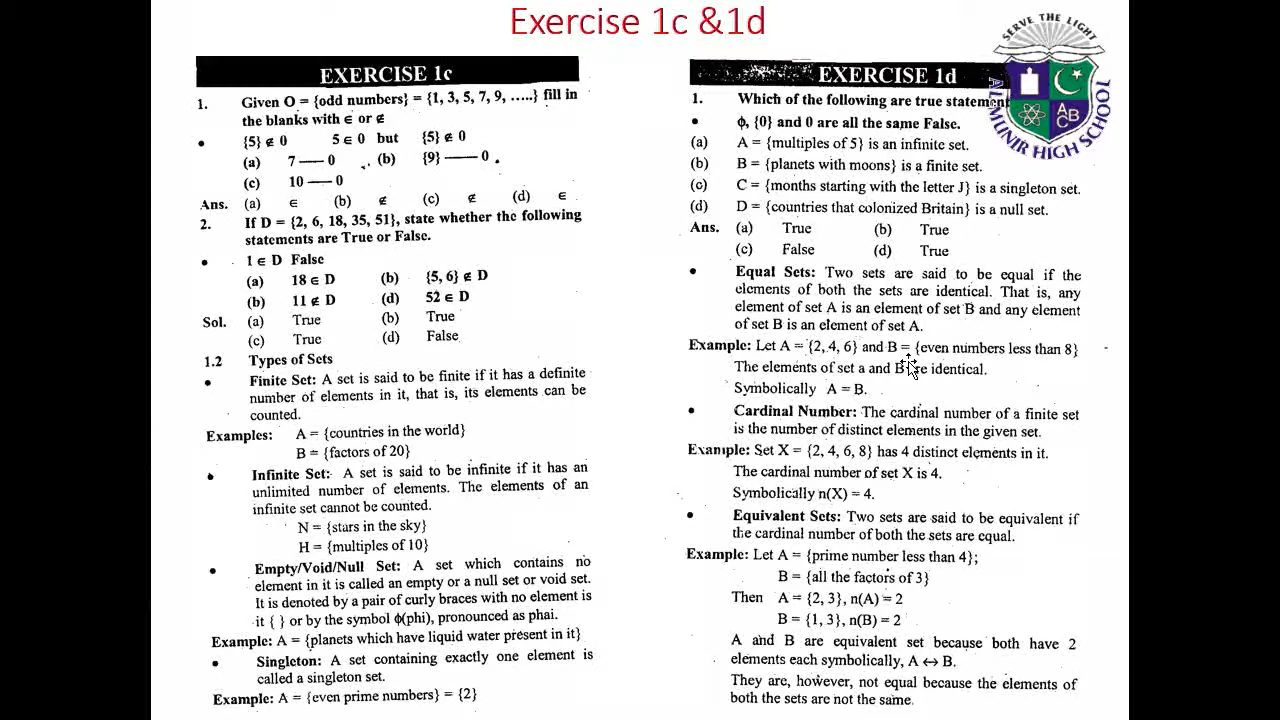 Exercise 1c &1d
SERVE THE LIGHT
ALMUNIR HIGH SCHOOL
A
B C
EXERCISE 1c
1. Given O = {odd numbers} = {1, 3, 5, 7, 9, .....} fill in
the blanks with ∈ or ∉
• {5} ∉ 0 5 ∈ 0 but {5} ∉ 0
(a) 7 — 0 (b) {9} — 0 .
(c) 10 — 0
Ans. (a) ∈ (b) ∉ (c) ∉ (d) ∈
2. If D = {2, 6, 18, 35, 51}, state whether the following
statements are True or False.
• 1 ∈ D False
(a) 18 ∈ D (b) {5, 6} ∉ D
(b) 11 ∉ D (d) 52 ∈ D
Sol. (a) True (b) True
(c) True (d) False
1.2 Types of Sets
• Finite Set: A set is said to be finite if it has a definite
number of elements in it, that is, its elements can be
counted.
Examples: A = {countries in the world}
B = {factors of 20}
• Infinite Set: A set is said to be infinite if it has an
unlimited number of elements. The elements of an
infinite set cannot be counted.
N = {stars in the sky}
H = {multiples of 10}
• Empty/Void/Null Set: A set which contains no
element in it is called an empty or a null set or void set.
It is denoted by a pair of curly braces with no element is
it { } or by the symbol ϕ(phi), pronounced as phai.
Example: A = {planets which have liquid water present in it}
• Singleton: A set containing exactly one element is
called a singleton set.
Example: A = {even prime numbers} = {2}
EXERCISE 1d
1. Which of the following are true statement
• ϕ, {0} and 0 are all the same False.
(a) A = {multiples of 5} is an infinite set.
(b) B = {planets with moons} is a finite set.
(c) C = {months starting with the letter J} is a singleton set.
(d) D = {countries that colonized Britain} is a null set.
Ans. (a) True (b) True
(c) False (d) True
• Equal Sets: Two sets are said to be equal if the
elements of both the sets are identical. That is, any
element of set A is an element of set B and any element
of set B is an element of set A.
Example: Let A = {2, 4, 6} and B = {even numbers less than 8}
The elements of set a and B are identical.
Symbolically A = B.
• Cardinal Number: The cardinal number of a finite set
is the number of distinct elements in the given set.
Example: Set X = {2, 4, 6, 8} has 4 distinct elements in it.
The cardinal number of set X is 4.
Symbolically n(X) = 4.
• Equivalent Sets: Two sets are said to be equivalent if
the cardinal number of both the sets are equal.
Example: Let A = {prime number less than 4};
B = {all the factors of 3}
Then A = {2, 3}, n(A) = 2
B = {1, 3}, n(B) = 2
A and B are equivalent set because both have 2
elements each symbolically, A ↔ B.
They are, however, not equal because the elements of
both the sets are not the same.